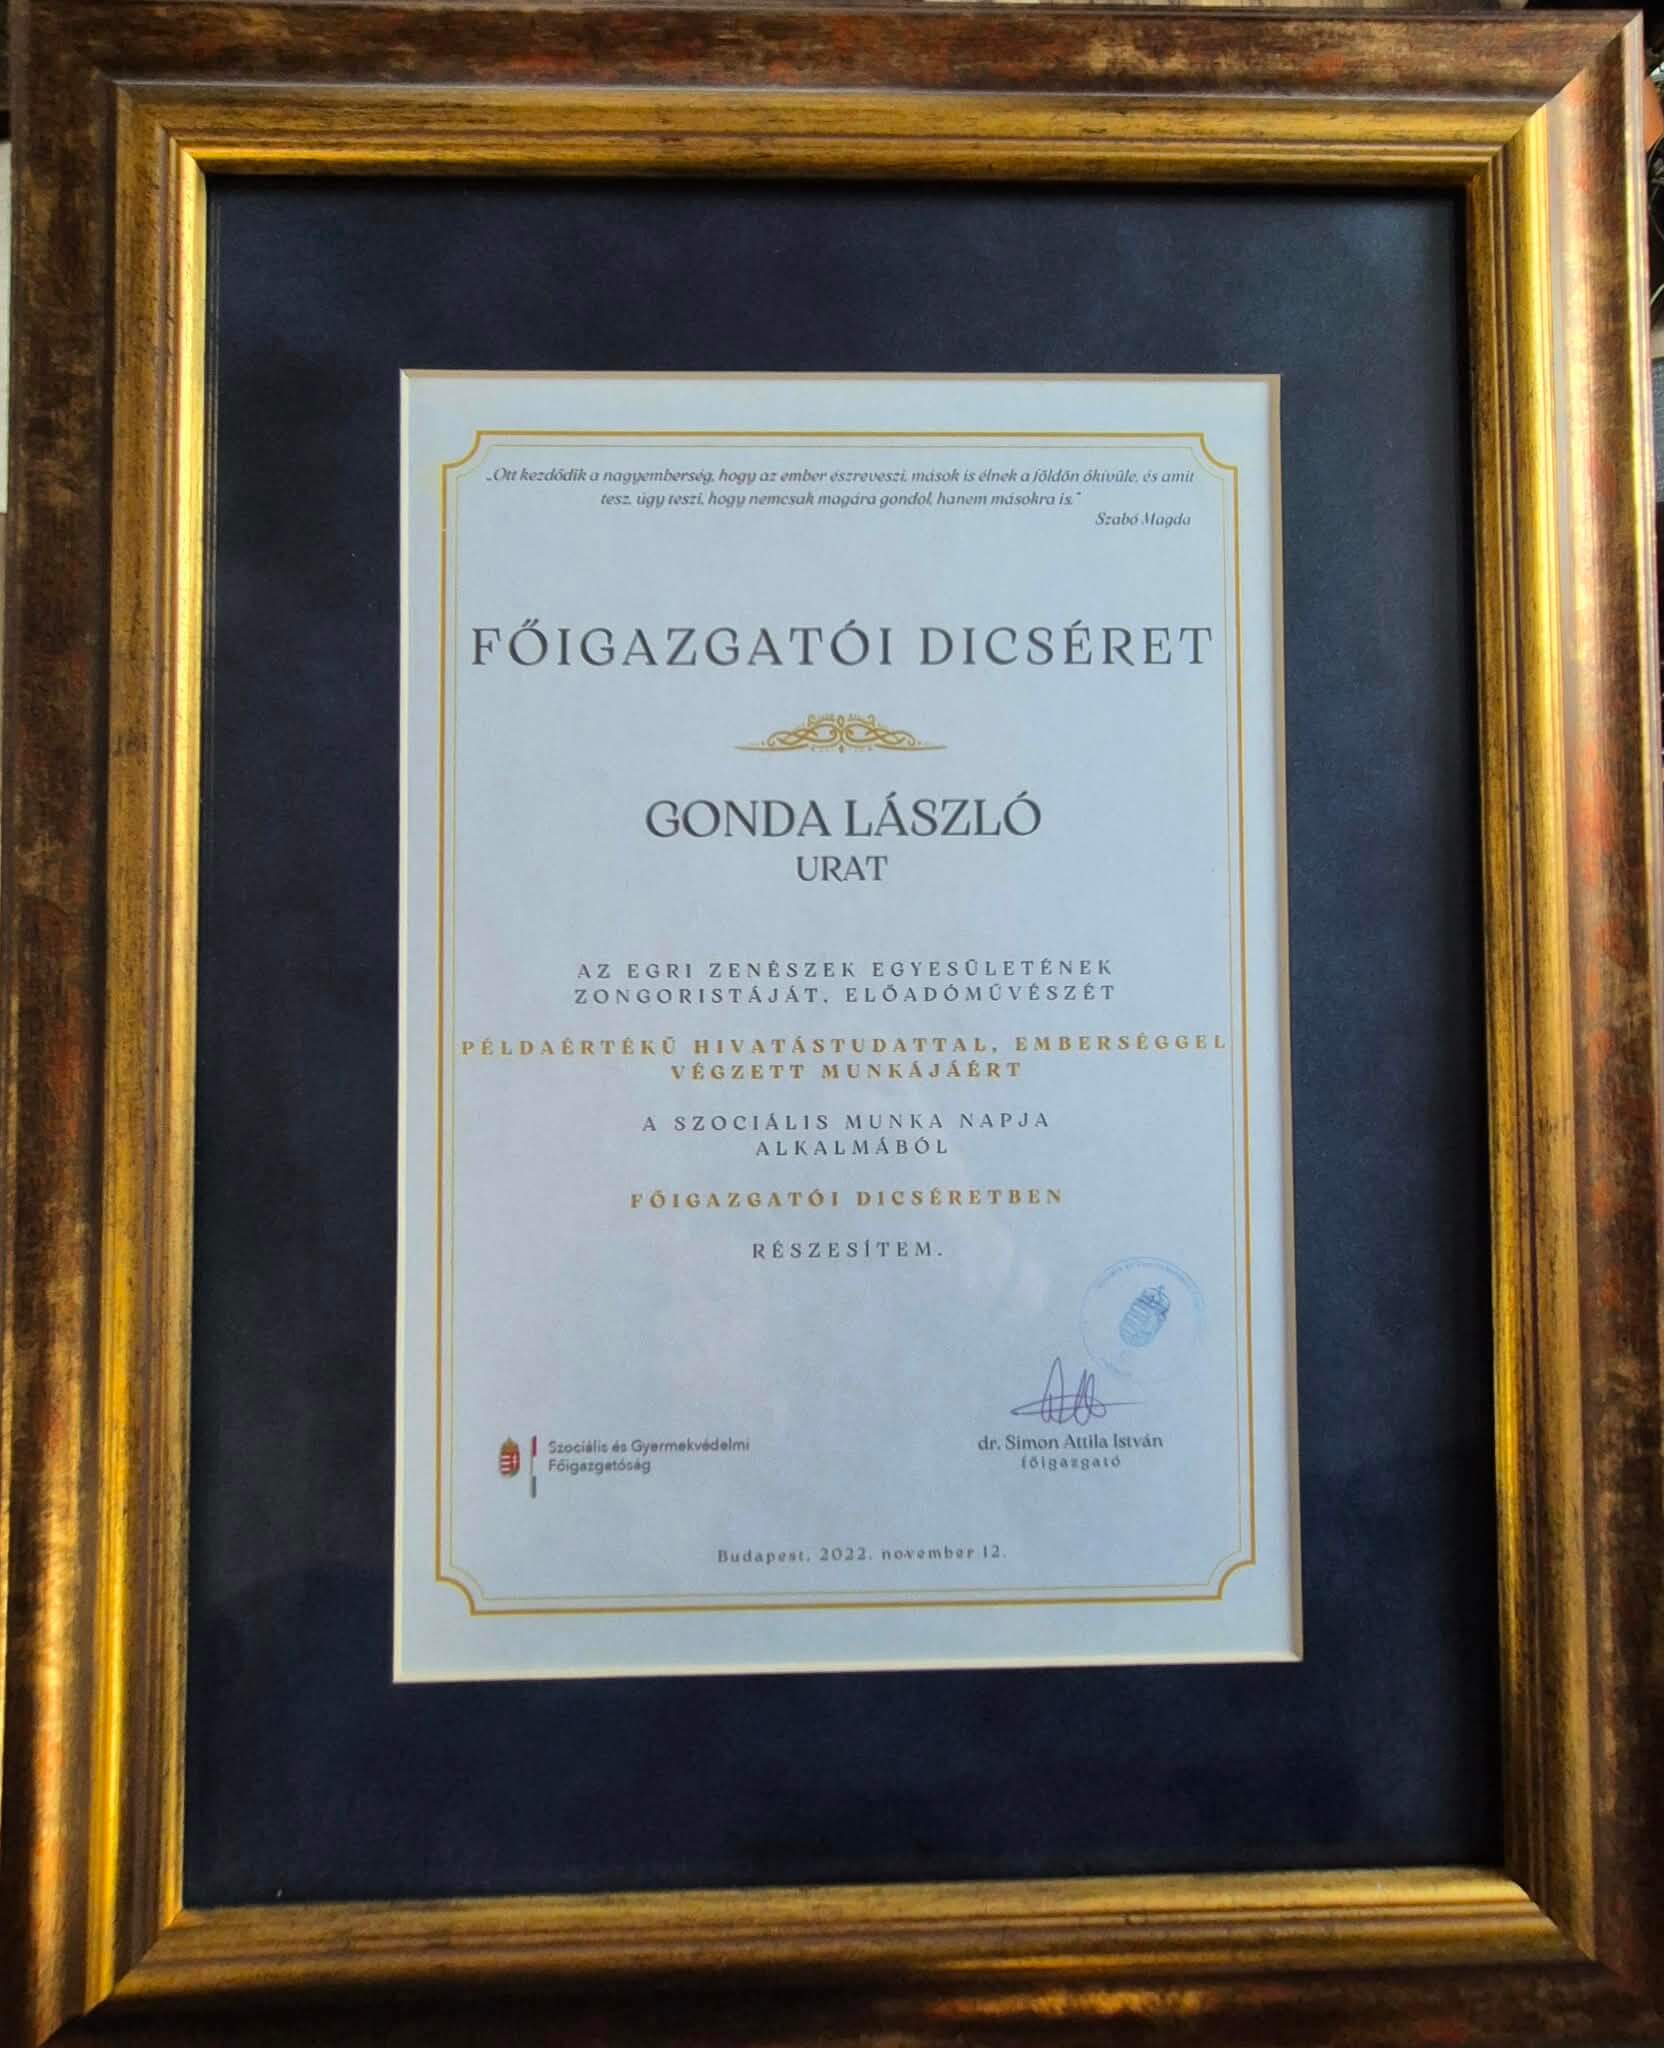 „Ott kezdődik a nagyemberség, hogy az ember észreveszi, mások is élnek a földön őkívüle, és amit
tesz, úgy teszi, hogy nemcsak magára gondol, hanem másokra is."
Szabó Magda
FŐIGAZGATÓI DICSÉRET
GONDA LÁSZLÓ
URAT
AZ EGRI ZENÉSZEK EGYESÜLETÉNEK
ZONGORISTÁJÁT, ELŐADÓMŰVÉSZÉT
PÉLDAÉRTÉKŰ HIVATÁSTUDATTAL, EMBERSÉGGEL
VÉGZETT MUNKÁJÁÉRT
A SZOCIÁLIS MUNKA NAPJA
ALKALMÁBÓL
FŐIGAZGATÓI DICSÉRETBEN
RÉSZESÍTEM.
Szociális és Gyermekvédelmi
Főigazgatóság
dr. Simon Attila István
főigazgató
Budapest, 2022. november 12.